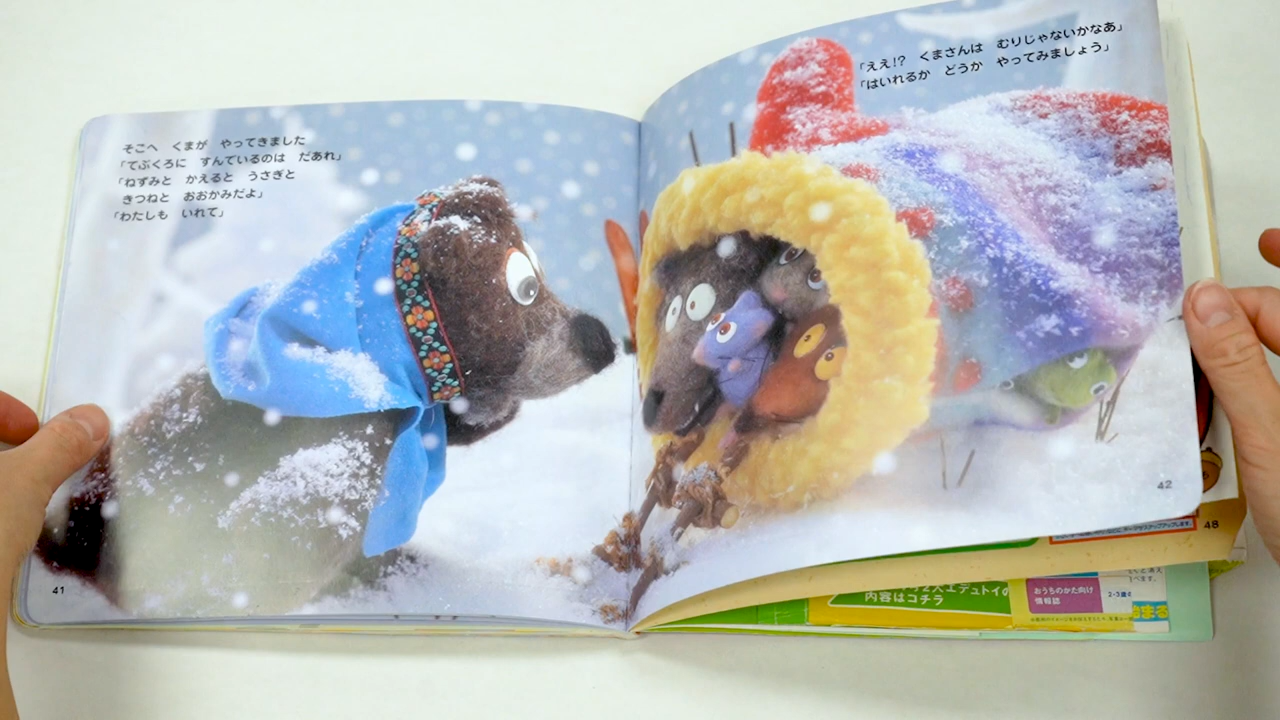 そこへ　くまが　やってきました
「てぶくろに　すんでいるのは　だあれ」
「ねずみと　かえると　うさぎと
きつねと　おおかみだよ」
「わたしも　いれて」
41
「ええ!?　くまさんは　むりじゃないかなあ」
「はいれるか　どうか　やってみましょう」
42
48
内容はコチラ
おうちのかた向け
情報誌